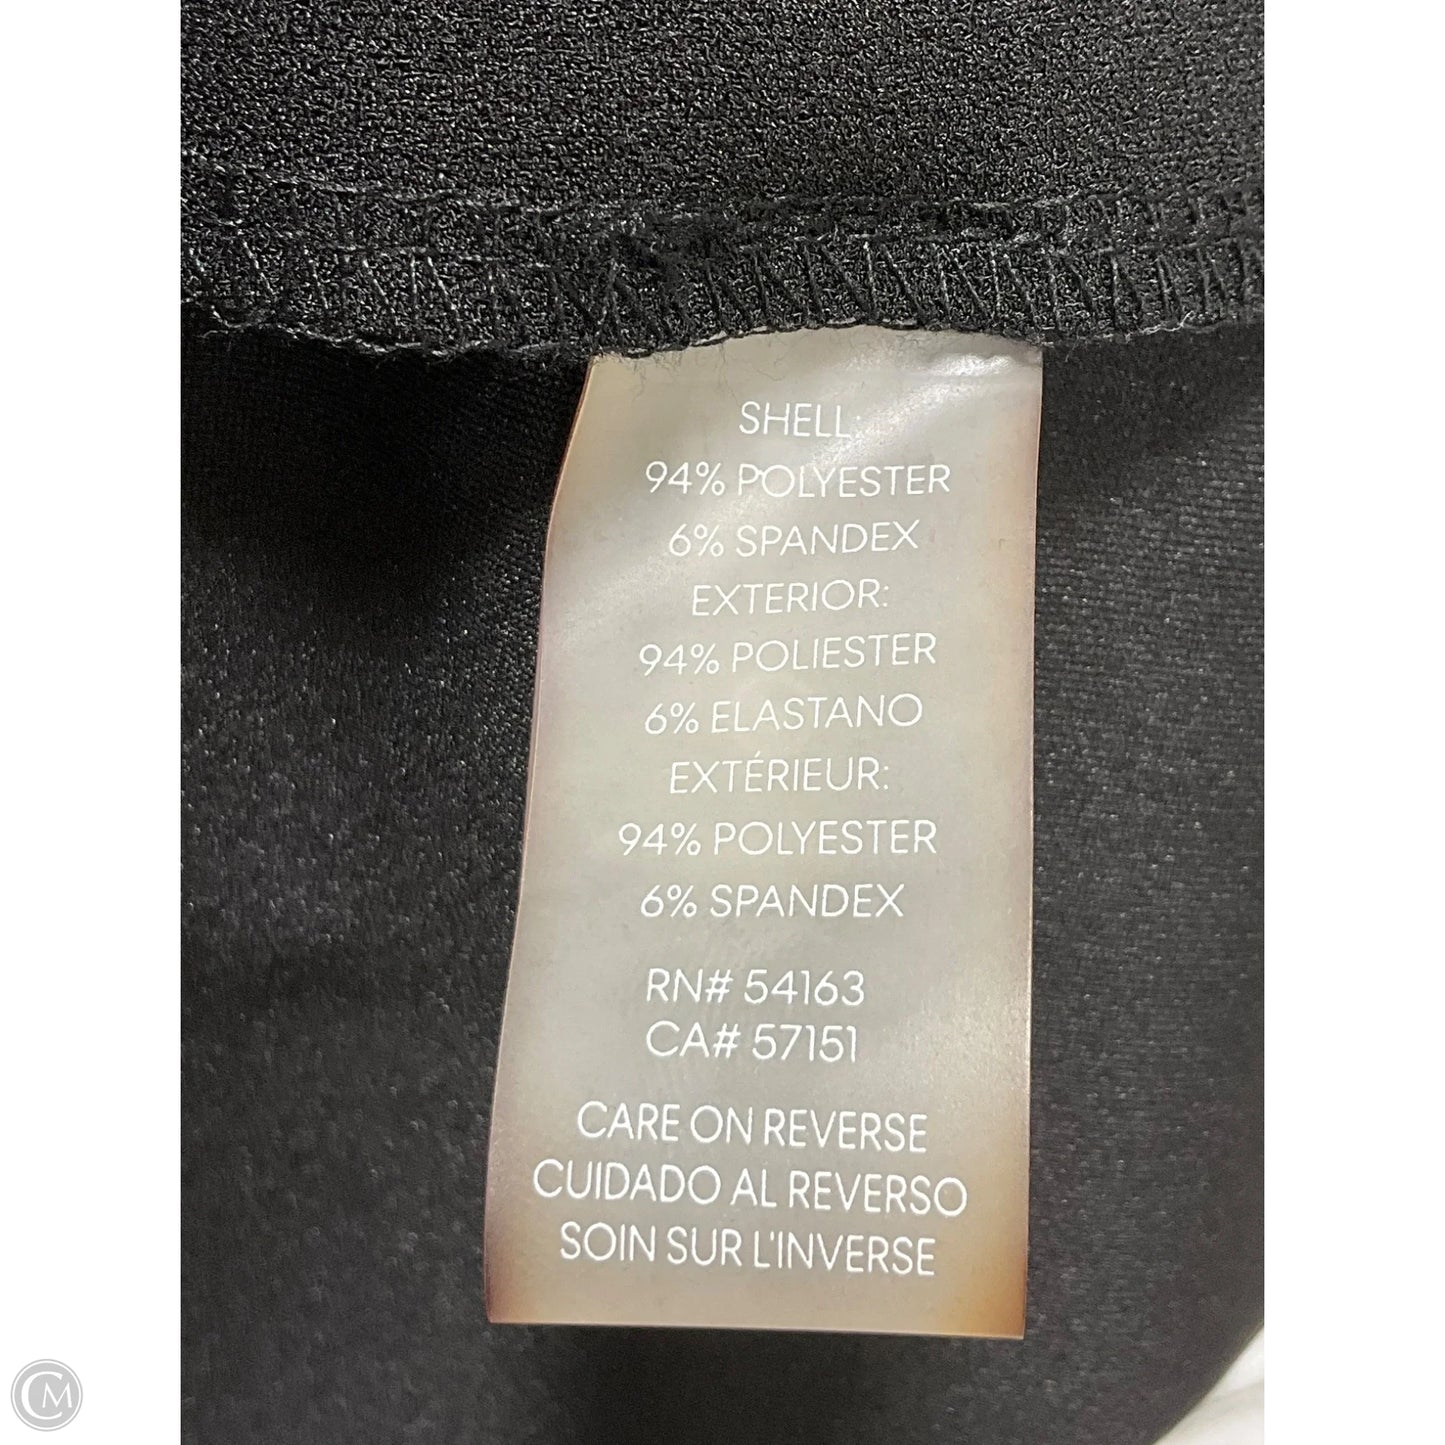 SHELL:
94% POLYESTER
6% SPANDEX
EXTERIOR:
94% POLIESTER
6% ELASTANO
EXTÉRIEUR:
94% POLYESTER
6% SPANDEX
RN# 54163
CA# 57151
CARE ON REVERSE
CUIDADO AL REVERSO
SOIN SUR L'INVERSE
CM